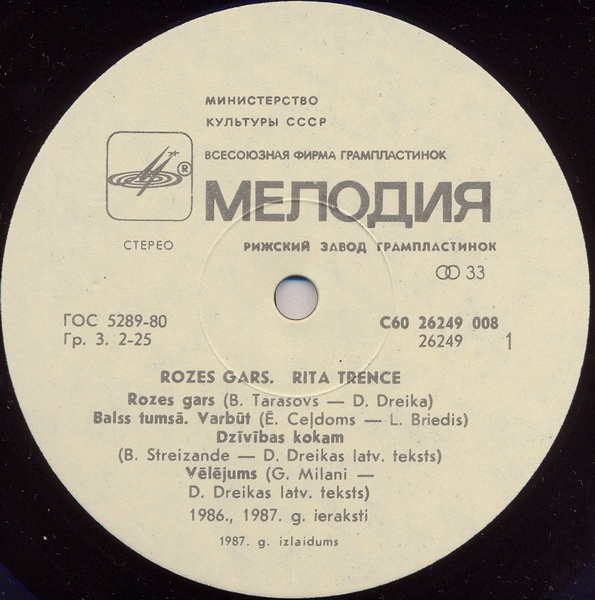 МИНИСТЕРСТВО
КУЛЬТУРЫ СССР
ВСЕСОЮЗНАЯ ФИРМА ГРАМПЛАСТИНОК
®
МЕЛОДИЯ
СТЕРЕО
РИЖСКИЙ ЗАВОД ГРАМПЛАСТИНОК
33
ГОСТ 5289-80
Гр. 3. 2-25
С60 26249 008
26249 1
ROZES GARS. RITA TRENCE
Rozes gars (B. Tarasovs — D. Dreika)
Balss tumsā. Varbūt (Ē. Ceļdoms — L. Briedis)
Dzīvības kokam
(B. Streizande — D. Dreikas latv. teksts)
Vēlējums (G. Milani —
D. Dreikas latv. teksts)
1986., 1987. g. ieraksti
1987. g. izlaidums